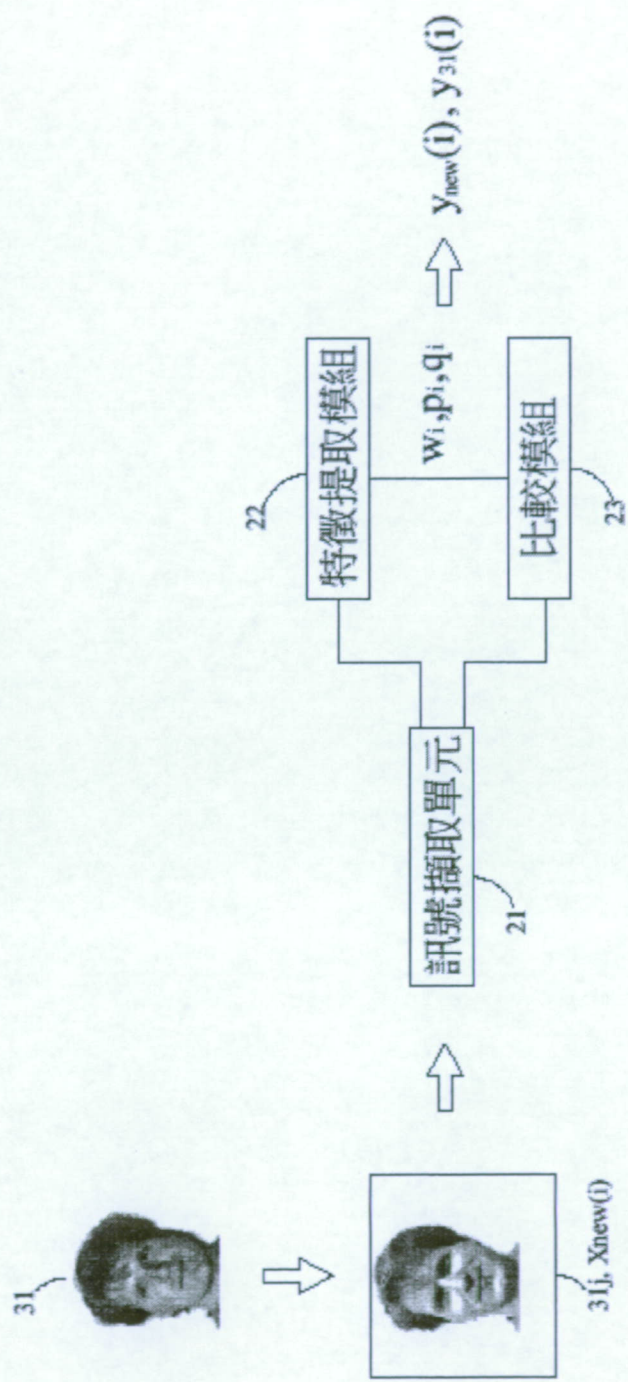 31
31j, Xnew(i)
訊號擷取單元
21
22
特徵提取模組
wi,pi,qi
比較模組
23
ynew(i), y31(i)